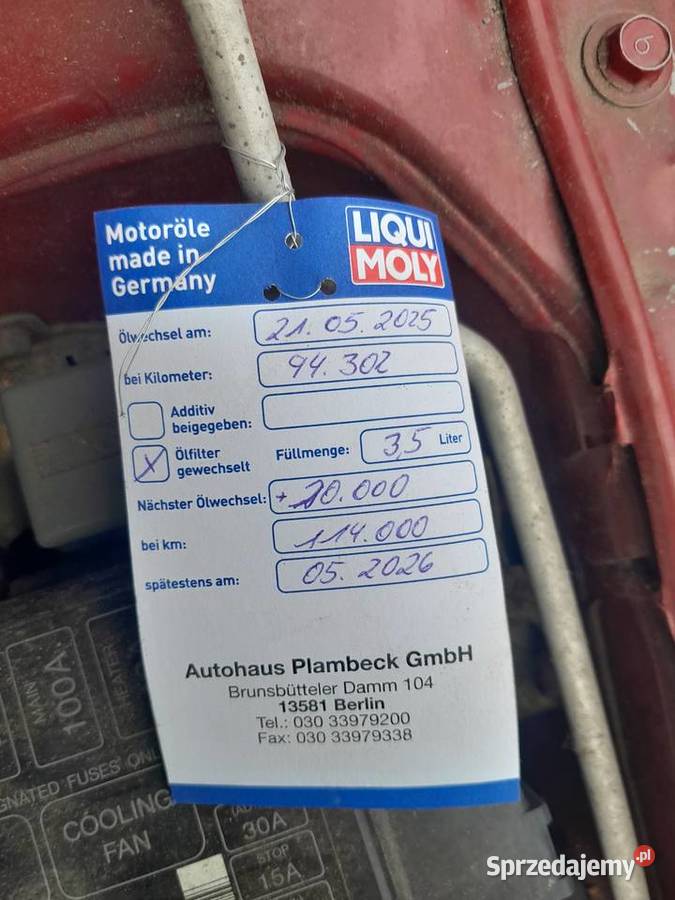 Motoröle
made in
Germany
LIQUI
MOLY
Ölwechsel am: 21.05.2025
bei Kilometer: 94.302
Additiv
beigegeben:
X Ölfilter
gewechselt
Füllmenge: 3,5 Liter
Nächster Ölwechsel: + 20.000
bei km: 114.000
spätestens am: 05.2026
Autohaus Plambeck GmbH
Brunsbütteler Damm 104
13581 Berlin
Tel.: 030 33979200
Fax: 030 33979338
MAIN
100A
FUSES ON
COOLING
FAN
30A
STOP
15A
Sprzedajemy.pl